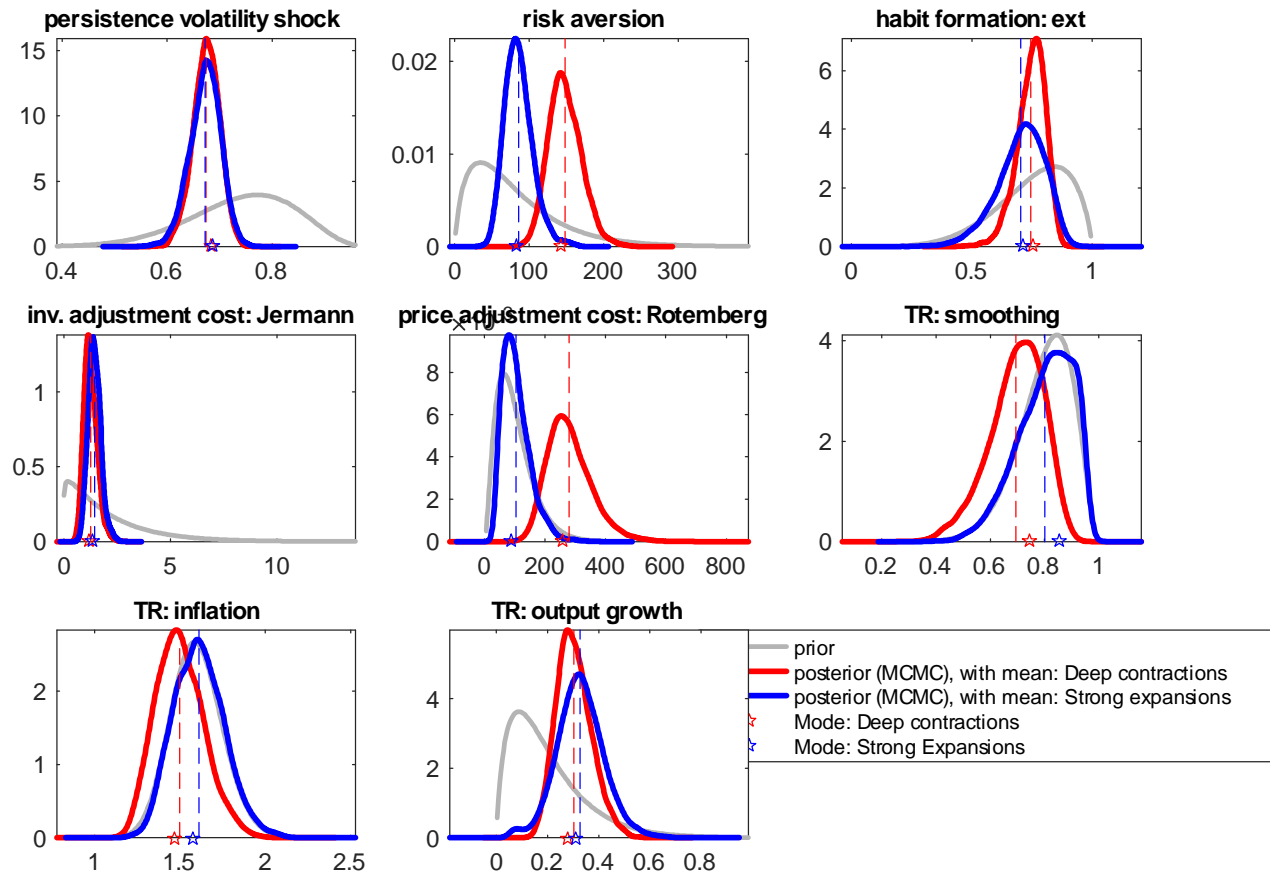 persistence volatility shock
15
10
5
0
0.4 0.6 0.8
risk aversion
0.02
0.01
0
0 100 200 300
habit formation: ext
6
4
2
0
0 0.5 1
inv. adjustment cost: Jermann
1
0.5
0
0 5 10
price adjustment cost: Rotemberg
8
6
4
2
0
0 200 400 600 800
TR: smoothing
4
2
0
0.2 0.4 0.6 0.8 1
TR: inflation
2
1
0
1 1.5 2 2.5
TR: output growth
4
2
0
0 0.2 0.4 0.6 0.8
prior
posterior (MCMC), with mean: Deep contractions
posterior (MCMC), with mean: Strong expansions
Mode: Deep contractions
Mode: Strong Expansions